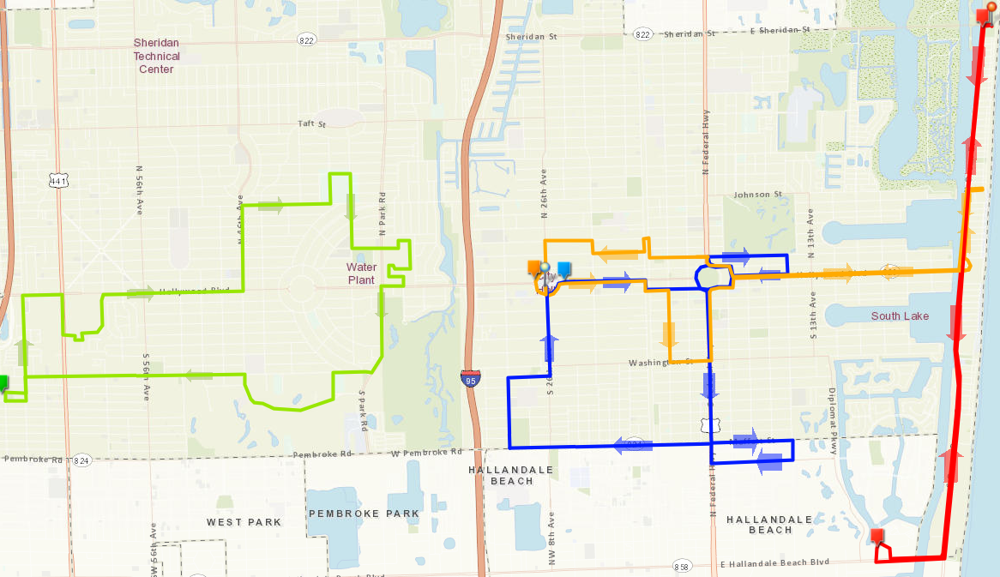 822
Sheridan St
822
Sheridan St
E Sheridan St
Sheridan
Technical
Center
Taft St
N Federal Hwy
441
N 56th Ave
N 46th Ave
N Park Rd
N 26th Ave
Johnson St
N 13th Ave
Water
Plant
City
Hollywood Blvd
South Lake
S 13th Ave
S 56th Ave
Washington St
95
S Park Rd
Diplomat Pkwy
Pembroke Rd
824
Pembroke Rd
W Pembroke Rd
HALLANDALE
BEACH
WEST PARK
PEMBROKE PARK
NW 8th Ave
N Federal H
HALLANDALE
BEACH
SW 56th Ave
858
E Hallandale Beach Blvd